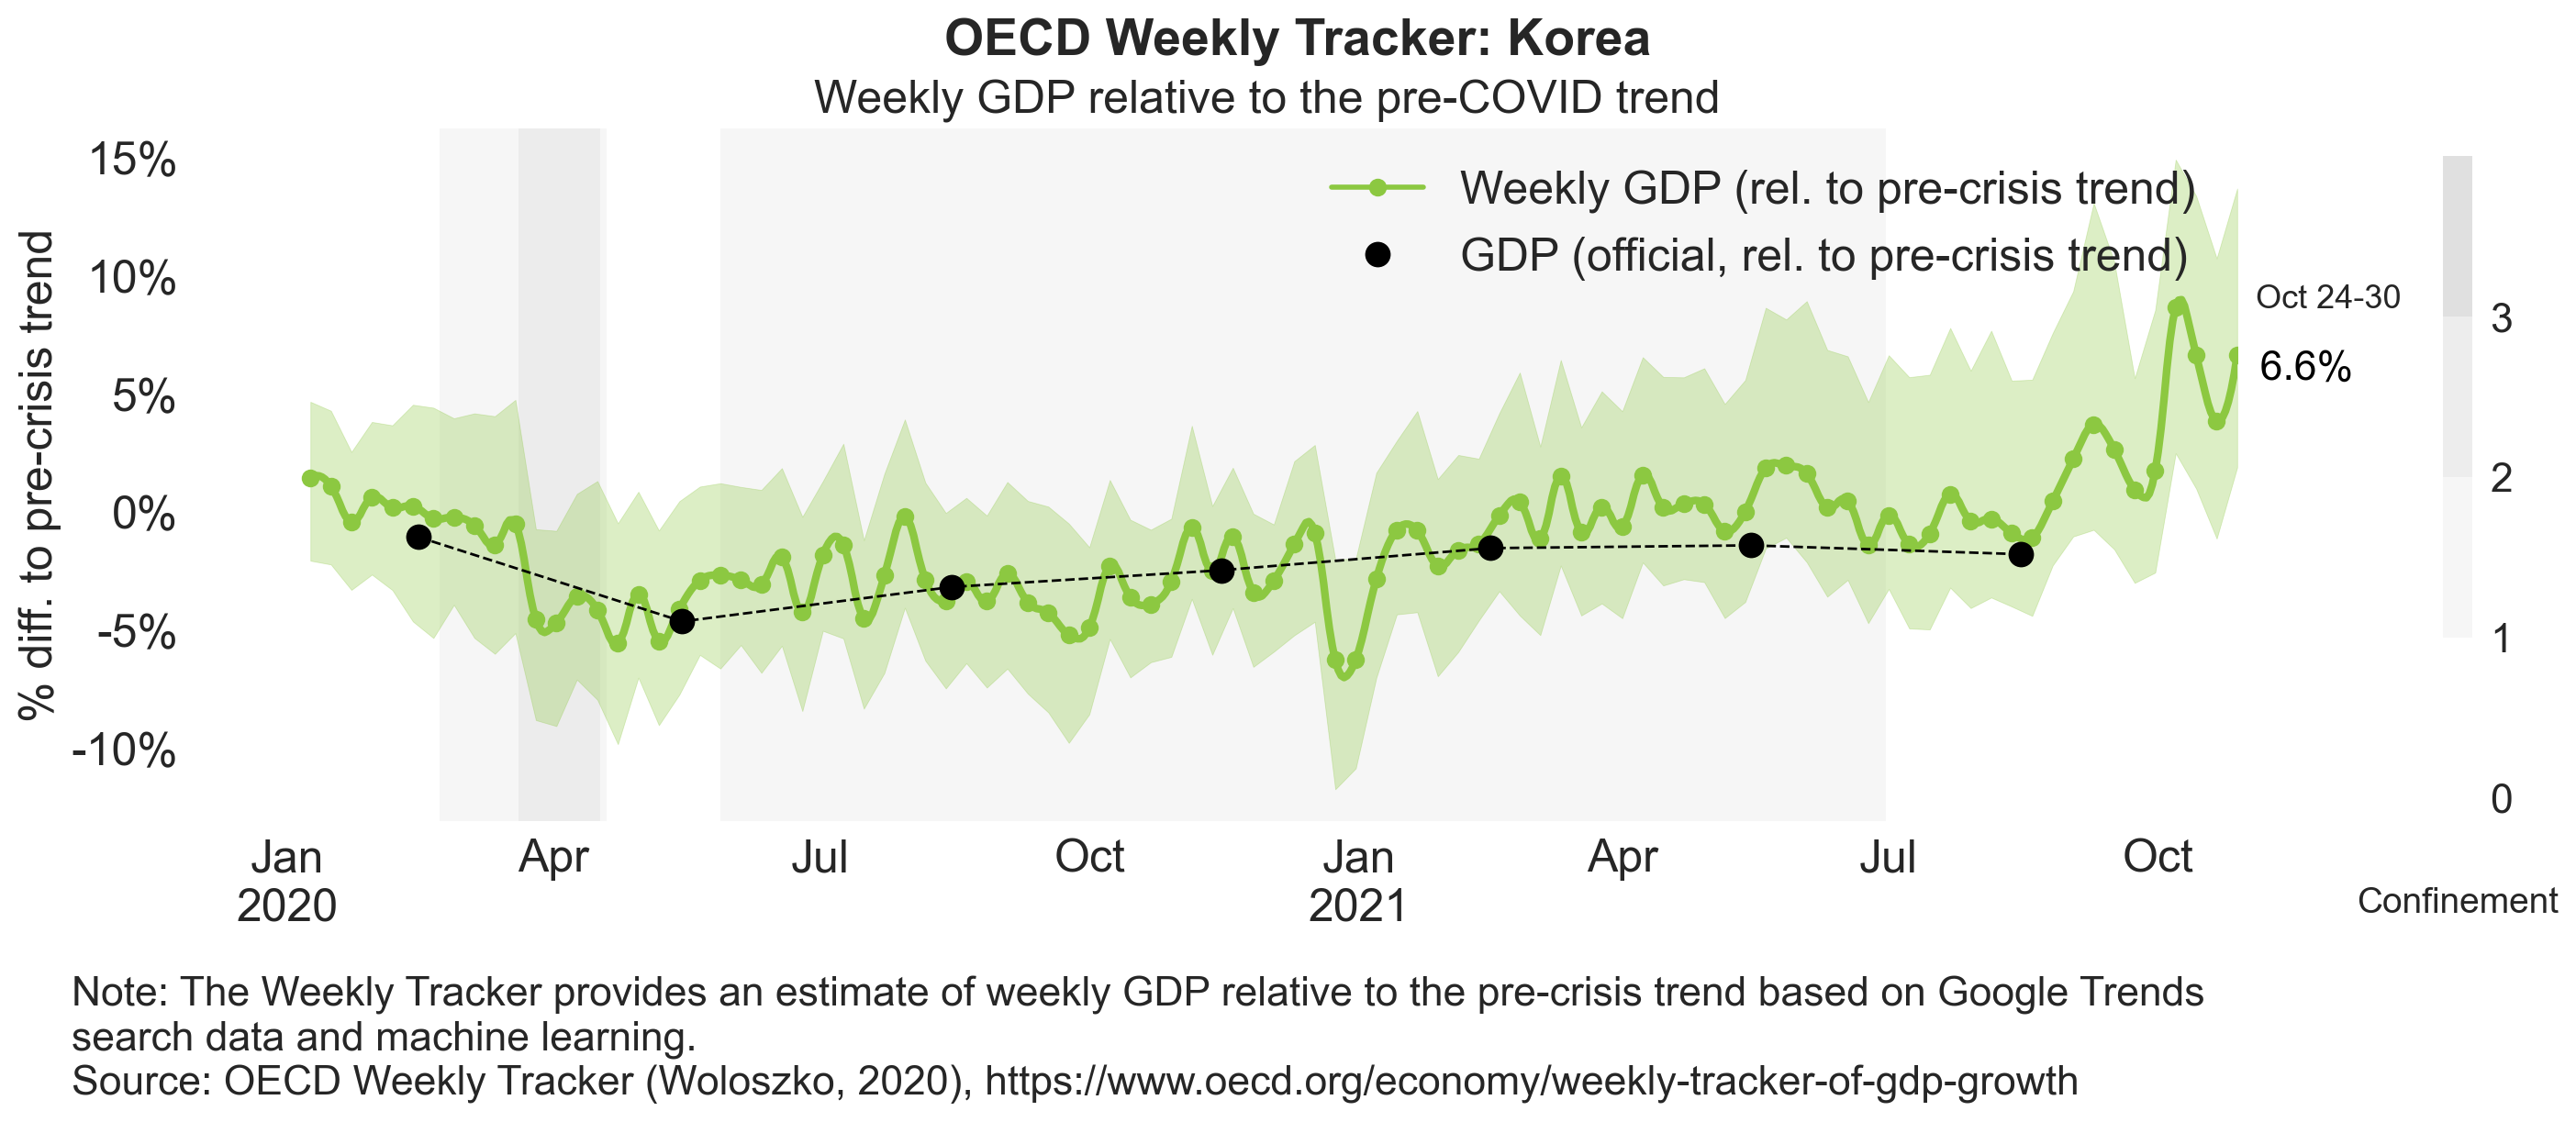 OECD Weekly Tracker: Korea
Weekly GDP relative to the pre-COVID trend
% diff. to pre-crisis trend
15%
10%
5%
0%
-5%
-10%
Weekly GDP (rel. to pre-crisis trend)
GDP (official, rel. to pre-crisis trend)
Oct 24-30
6.6%
3
2
1
0
Confinement
Jan Apr Jul Oct Jan Apr Jul Oct
2020 2021
Note: The Weekly Tracker provides an estimate of weekly GDP relative to the pre-crisis trend based on Google Trends
search data and machine learning.
Source: OECD Weekly Tracker (Woloszko, 2020), https://www.oecd.org/economy/weekly-tracker-of-gdp-growth